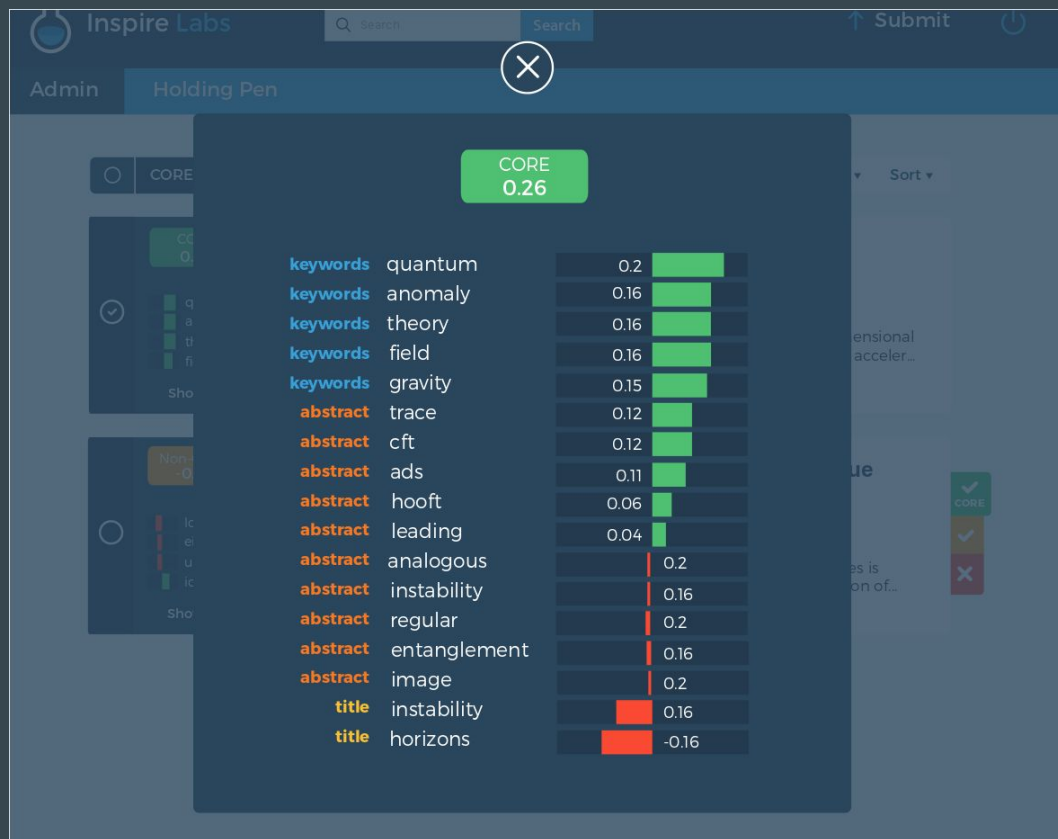 Inspire Labs
Search
Search
Submit
Admin
Holding Pen
CORE
Sort
CORE
0.26
keywords quantum 0.2
keywords anomaly 0.16
keywords theory 0.16
keywords field 0.16
keywords gravity 0.15
abstract trace 0.12
abstract cft 0.12
abstract ads 0.11
abstract hooft 0.06
abstract leading 0.04
abstract analogous 0.2
abstract instability 0.16
abstract regular 0.2
abstract entanglement 0.16
abstract image 0.2
title instability 0.16
title horizons -0.16
ensional
acceler...
Sho
Non-
-0
ue
CORE
es is
on of...
Sho